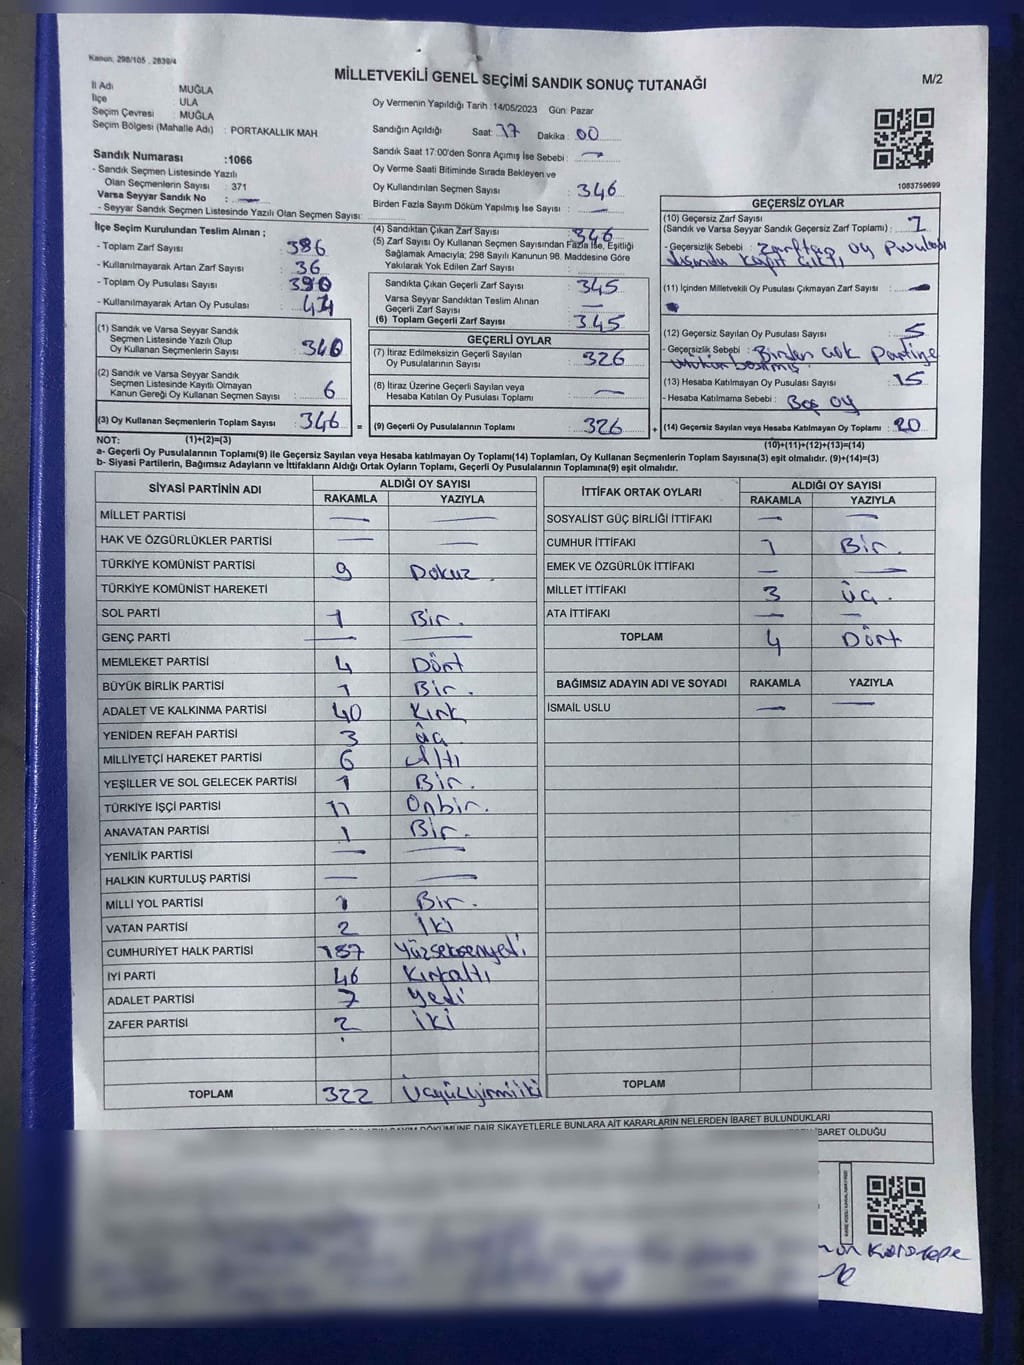 Kanun, 298/105 , 2839/4
MİLLETVEKİLİ GENEL SEÇİMİ SANDIK SONUÇ TUTANAĞI
M/2
İl Adı : MUĞLA
İlçe : ULA
Seçim Çevresi : MUĞLA
Seçim Bölgesi (Mahalle Adı) : PORTAKALLIK MAH.
Sandık Numarası :1066
- Sandık Seçmen Listesinde Yazılı
Olan Seçmenlerin Sayısı : 371
Varsa Seyyar Sandık No : —
- Seyyar Sandık Seçmen Listesinde Yazılı Olan Seçmen Sayısı:
Oy Vermenin Yapıldığı Tarih :14/05/2023 Gün: Pazar
Sandığın Açıldığı Saat: 17 Dakika : 00
Sandık Saat 17:00'den Sonra Açımış İse Sebebi : —
Oy Verme Saati Bitiminde Sırada Bekleyen ve
Oy Kullandırılan Seçmen Sayısı : 346
Birden Fazla Sayım Döküm Yapılmış İse Sayısı : —
1083759699
İlçe Seçim Kurulundan Teslim Alınan ;
- Toplam Zarf Sayısı : 386
- Kullanılmayarak Artan Zarf Sayısı : 36
- Toplam Oy Pusulası Sayısı : 390
- Kullanılmayarak Artan Oy Pusulası : 44
(1) Sandık ve Varsa Seyyar Sandık
Seçmen Listesinde Yazılı Olup
Oy Kullanan Seçmenlerin Sayısı : 340
(2) Sandık ve Varsa Seyyar Sandık
Seçmen Listesinde Kayıtlı Olmayan
Kanun Gereği Oy Kullanan Seçmen Sayısı : 6
(3) Oy Kullanan Seçmenlerin Toplam Sayısı : 346 =
(4) Sandıktan Çıkan Zarf Sayısı : 346
(5) Zarf Sayısı Oy Kullanan Seçmen Sayısından Fazla İse, Eşitliği
Sağlamak Amacıyla; 298 Sayılı Kanunun 98. Maddesine Göre
Yakılarak Yok Edilen Zarf Sayısı :
Sandıkta Çıkan Geçerli Zarf Sayısı : 345
Varsa Seyyar Sandıktan Teslim Alınan
Geçerli Zarf Sayısı : —
(6) Toplam Geçerli Zarf Sayısı : 345
GEÇERLİ OYLAR
(7) İtiraz Edilmeksizin Geçerli Sayılan
Oy Pusulalarının Sayısı : 326
(8) İtiraz Üzerine Geçerli Sayılan veya
Hesaba Katılan Oy Pusulası Toplamı : —
(9) Geçerli Oy Pusulalarının Toplamı : 326 +
GEÇERSİZ OYLAR
(10) Geçersiz Zarf Sayısı
(Sandık ve Varsa Seyyar Sandık Geçersiz Zarf Toplamı) : 1
- Geçersizlik Sebebi : Zarftan oy pusulası
dışında kağıt çıktı
(11) İçinden Milletvekili Oy Pusulası Çıkmayan Zarf Sayısı : —
(12) Geçersiz Sayılan Oy Pusulası Sayısı : 5
- Geçersizlik Sebebi : Birden çok Partiye
mühür basılmış
(13) Hesaba Katılmayan Oy Pusulası Sayısı : 15
- Hesaba Katılmama Sebebi : Boş oy
(14) Geçersiz Sayılan veya Hesaba Katılmayan Oy Toplamı : 20
NOT: (1)+(2)=(3)
(10)+(11)+(12)+(13)=(14)
a- Geçerli Oy Pusulalarının Toplamı(9) ile Geçersiz Sayılan veya Hesaba katılmayan Oy Toplamı(14) Toplamları, Oy Kullanan Seçmenlerin Toplam Sayısına(3) eşit olmalıdır. (9)+(14)=(3)
b- Siyasi Partilerin, Bağımsız Adayların ve İttifakların Aldığı Ortak Oyların Toplamı, Geçerli Oy Pusulalarının Toplamına(9) eşit olmalıdır.
SİYASİ PARTİNİN ADI ALDIĞI OY SAYISI
RAKAMLA YAZIYLA
MİLLET PARTİSİ — —
HAK VE ÖZGÜRLÜKLER PARTİSİ — —
TÜRKİYE KOMÜNİST PARTİSİ 9 Dokuz
TÜRKİYE KOMÜNİST HAREKETİ
SOL PARTİ 1 Bir.
GENÇ PARTİ — —
MEMLEKET PARTİSİ 4 Dört
BÜYÜK BİRLİK PARTİSİ 1 Bir.
ADALET VE KALKINMA PARTİSİ 40 Kırk
YENİDEN REFAH PARTİSİ 3 üç
MİLLİYETÇİ HAREKET PARTİSİ 6 Altı
YEŞİLLER VE SOL GELECEK PARTİSİ 1 Bir.
TÜRKİYE İŞÇİ PARTİSİ 11 Onbir.
ANAVATAN PARTİSİ 1 Bir.
YENİLİK PARTİSİ — —
HALKIN KURTULUŞ PARTİSİ — —
MİLLİ YOL PARTİSİ 1 Bir.
VATAN PARTİSİ 2 İki
CUMHURİYET HALK PARTİSİ 187 Yüzseksenyedi
İYİ PARTİ 46 Kırkaltı
ADALET PARTİSİ 7 yedi
ZAFER PARTİSİ 2 iki
TOPLAM 322 Üçyüzyirmiiki
İTTİFAK ORTAK OYLARI ALDIĞI OY SAYISI
RAKAMLA YAZIYLA
SOSYALİST GÜÇ BİRLİĞİ İTTİFAKI — —
CUMHUR İTTİFAKI 1 Bir.
EMEK VE ÖZGÜRLÜK İTTİFAKI — —
MİLLET İTTİFAKI 3 Üç.
ATA İTTİFAKI — —
TOPLAM 4 Dört
BAĞIMSIZ ADAYIN ADI VE SOYADI RAKAMLA YAZIYLA
İSMAİL USLU — —
TOPLAM
DÖKÜMÜNE DAİR ŞİKAYETLERLE BUNLARA AİT KARARLARIN NELERDEN İBARET BULUNDUKLARI
İBARET OLDUĞU
Karatepe